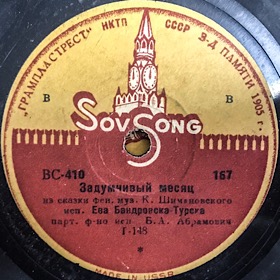 "ГРАМПЛАСТРЕСТ" НКТП СССР З-Д ПАМЯТИ 1905 г.
В В
SovSong
ВС-410 167
Задумчивый месяц
из сказки фен. муз. К. Шимановского
исп. Ева Бандровска-Турска
парт. ф-но исп. Б. А. Абрамович
Г-148
MADE IN USSR